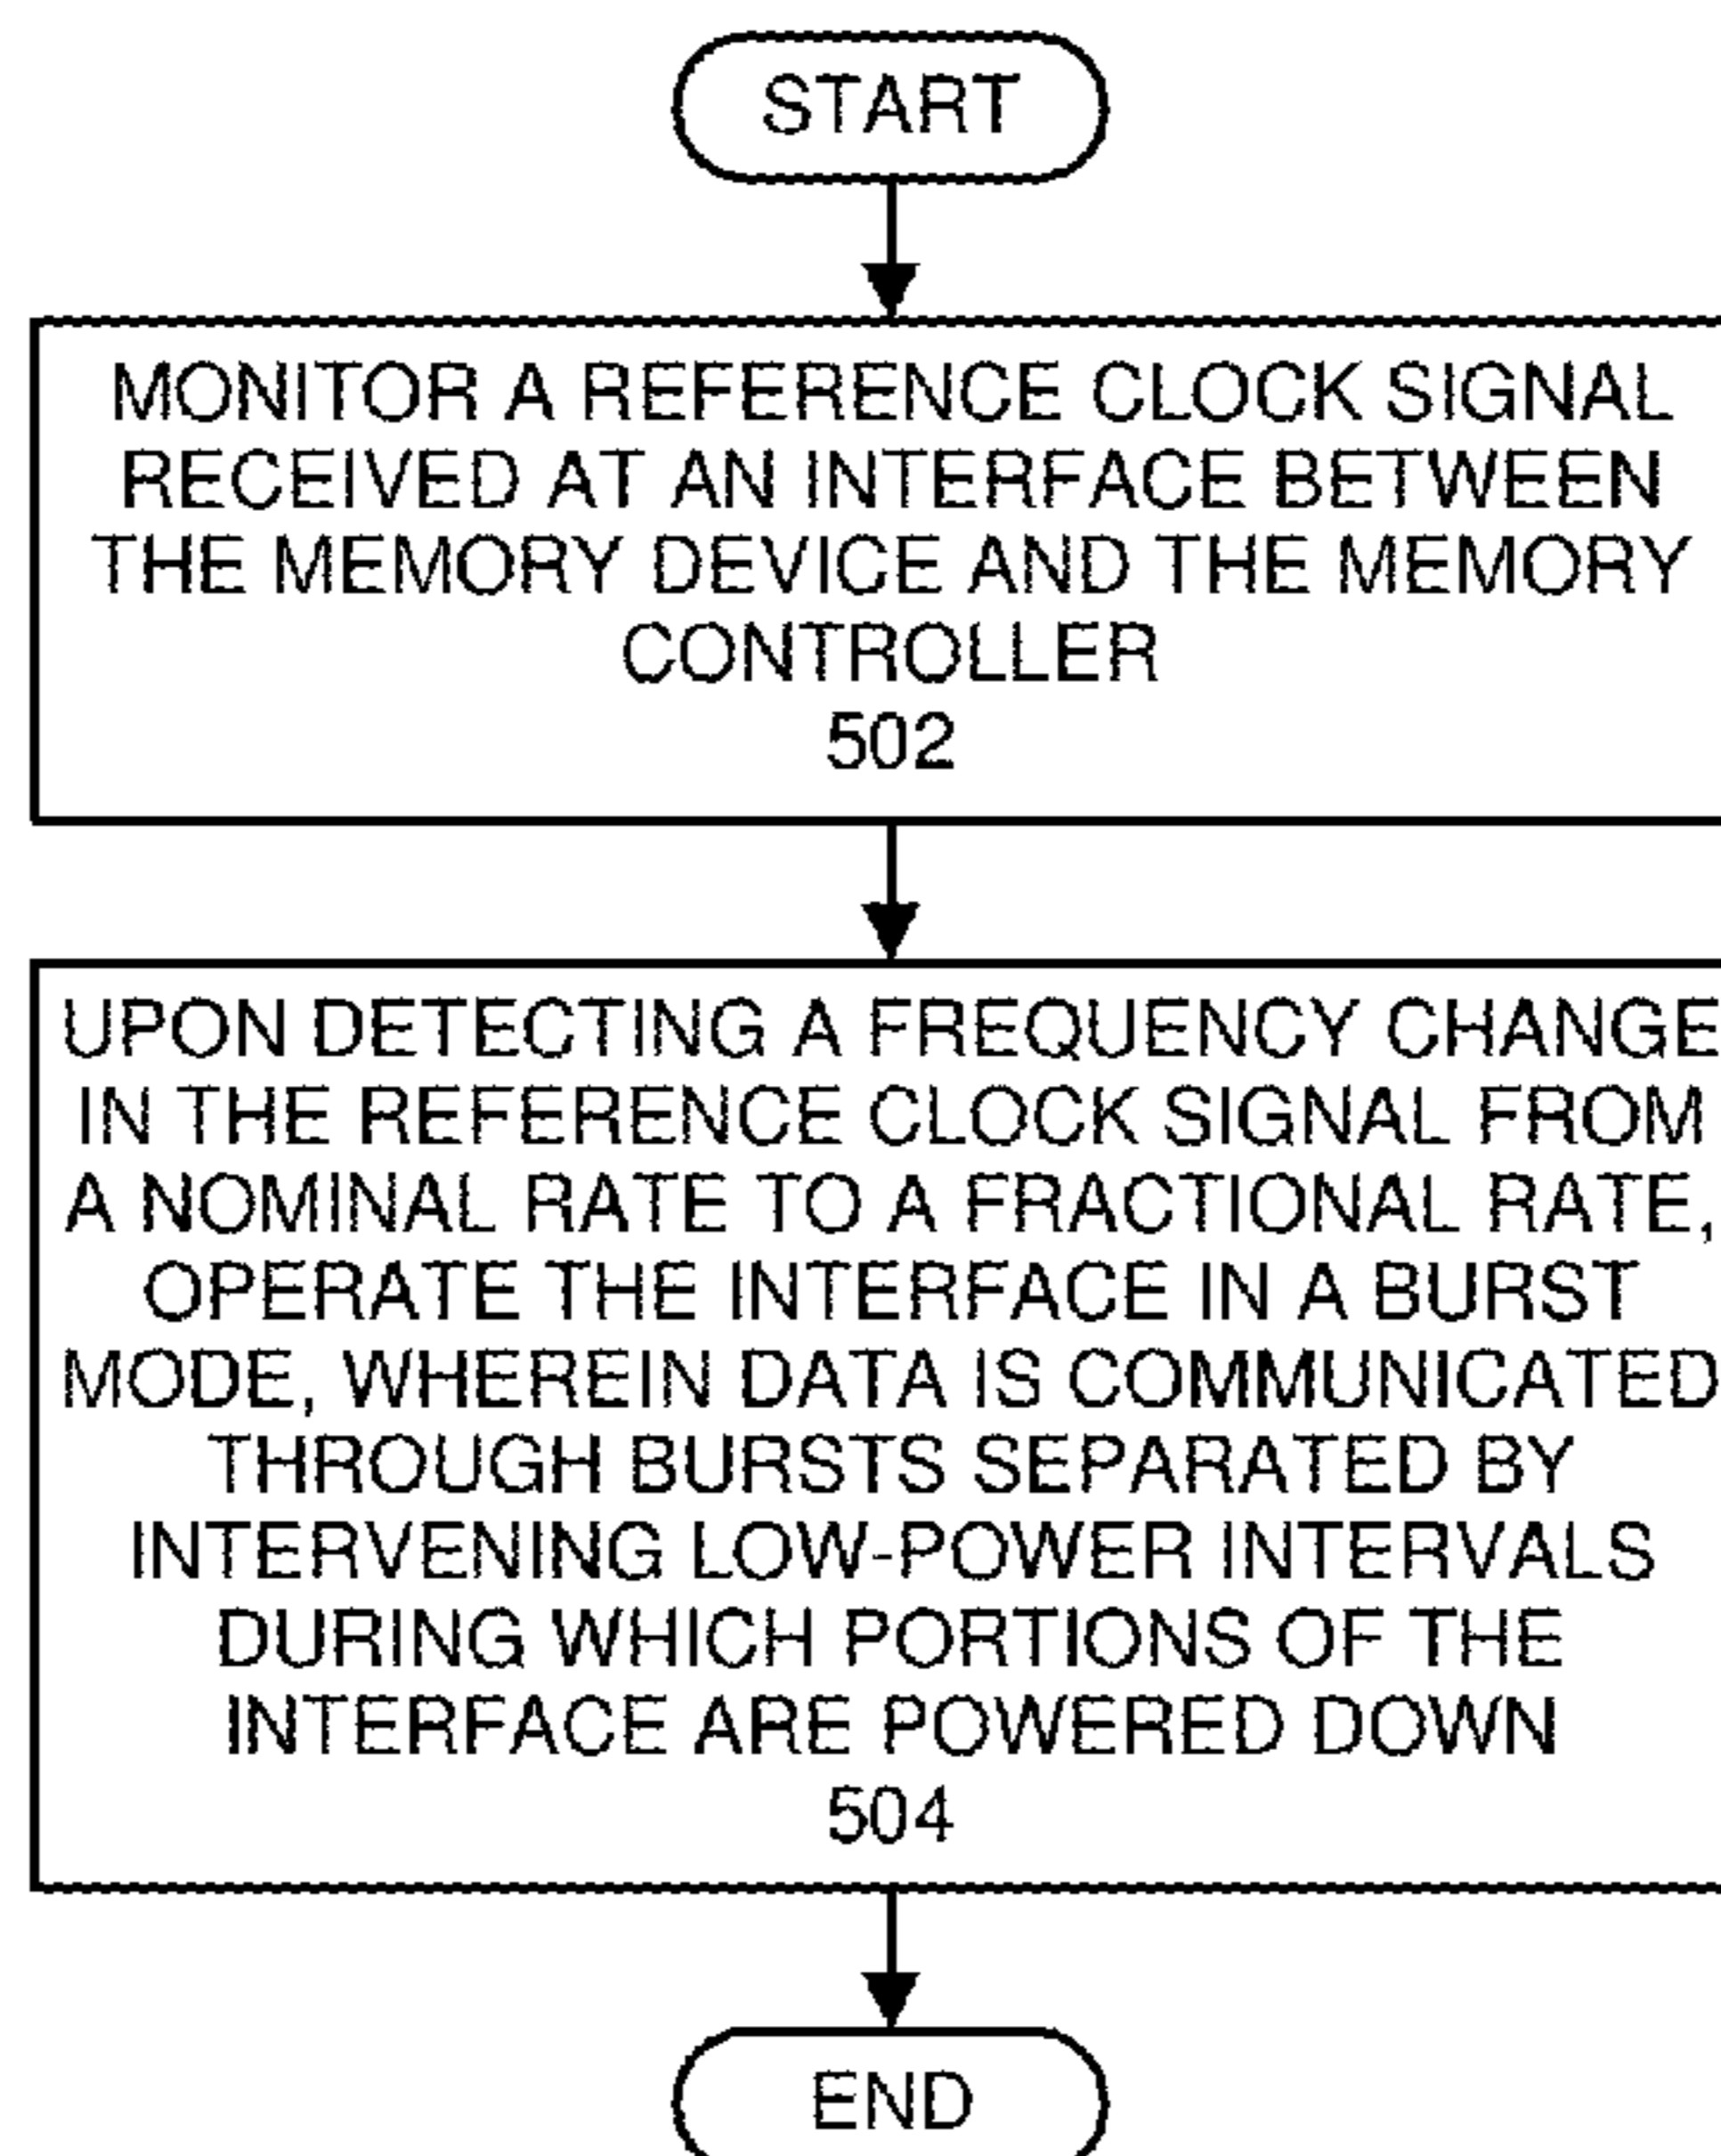 START
MONITOR A REFERENCE CLOCK SIGNAL
RECEIVED AT AN INTERFACE BETWEEN
THE MEMORY DEVICE AND THE MEMORY
CONTROLLER
502
UPON DETECTING A FREQUENCY CHANGE
IN THE REFERENCE CLOCK SIGNAL FROM
A NOMINAL RATE TO A FRACTIONAL RATE,
OPERATE THE INTERFACE IN A BURST
MODE, WHEREIN DATA IS COMMUNICATED
THROUGH BURSTS SEPARATED BY
INTERVENING LOW-POWER INTERVALS
DURING WHICH PORTIONS OF THE
INTERFACE ARE POWERED DOWN
504
END